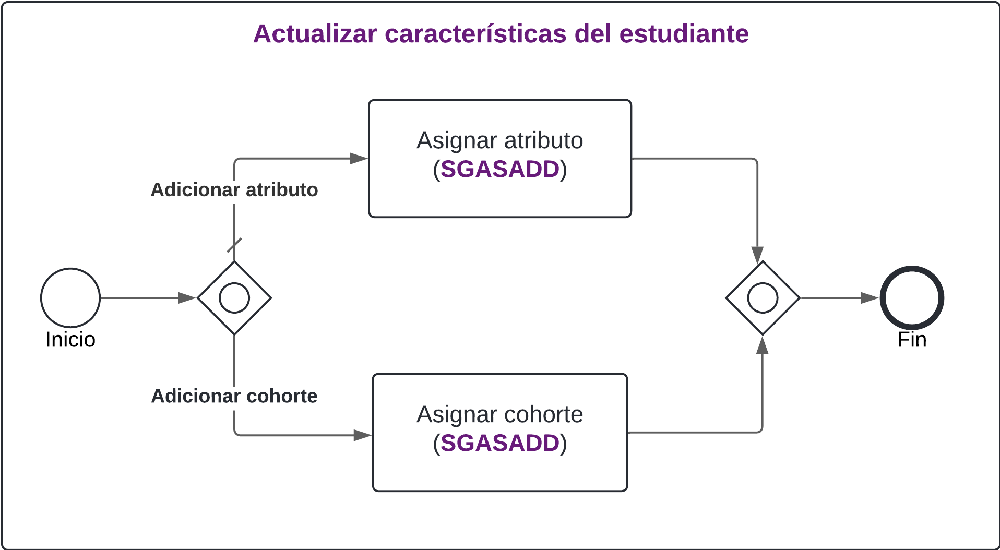 Actualizar características del estudiante
Asignar atributo
(SGASADD)
Adicionar atributo
Inicio
Fin
Adicionar cohorte
Asignar cohorte
(SGASADD)